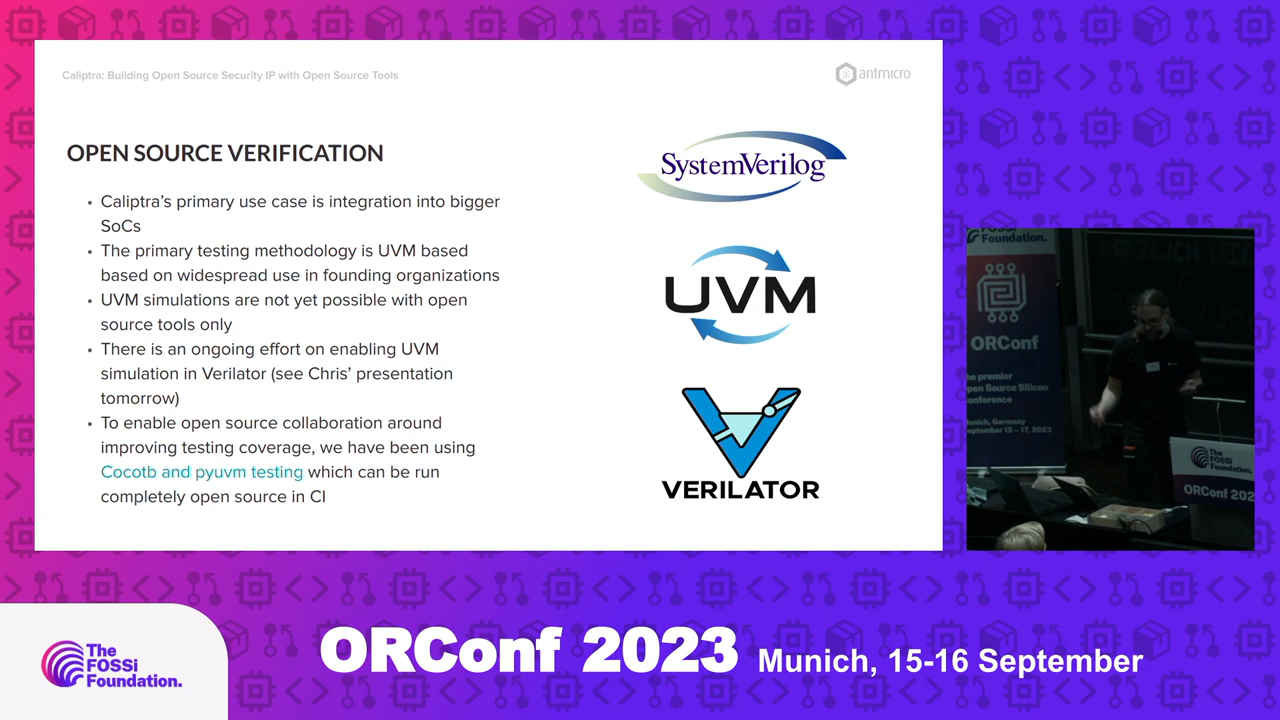 Caliptra: Building Open Source Security IP with Open Source Tools
antmicro
OPEN SOURCE VERIFICATION
• Caliptra’s primary use case is integration into bigger
SoCs
• The primary testing methodology is UVM based
based on widespread use in founding organizations
• UVM simulations are not yet possible with open
source tools only
• There is an ongoing effort on enabling UVM
simulation in Verilator (see Chris’ presentation
tomorrow)
• To enable open source collaboration around
improving testing coverage, we have been using
Cocotb and pyuvm testing which can be run
completely open source in CI
SystemVerilog
UVM
VERILATOR
FOSSi
Foundation.
ORConf
The premier
Open Source Silicon
Conference
Munich, Germany
September 15 – 17, 2023
HERZLICH
The
FOSSi
Foundation.
ORConf 202
The
FOSSi
Foundation.
ORConf 2023
Munich, 15-16 September